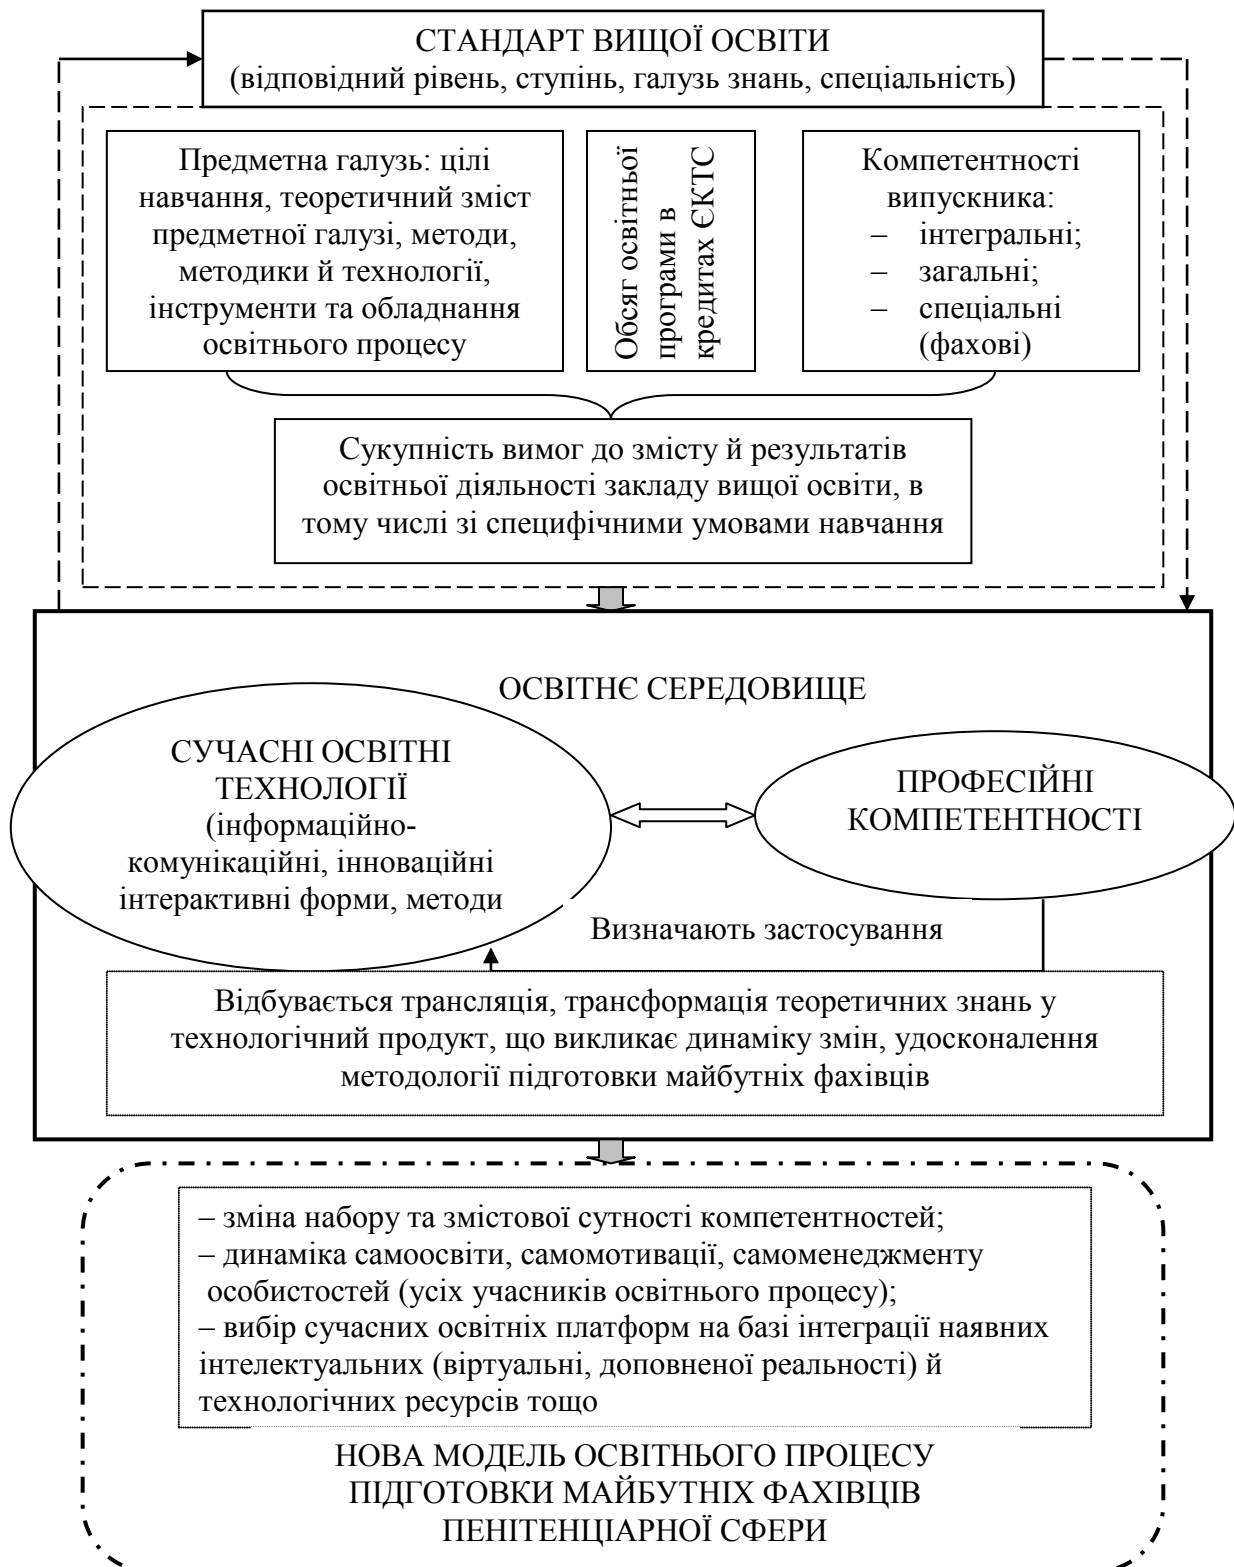 СТАНДАРТ ВИЩОЇ ОСВІТИ
(відповідний рівень, ступінь, галузь знань, спеціальність)
Предметна галузь: цілі
навчання, теоретичний зміст
предметної галузі, методи,
методики й технології,
інструменти та обладнання
освітнього процесу
Обсяг освітньої
програми в
кредитах ЄКТС
Компетентності
випускника:
– інтегральні;
– загальні;
– спеціальні
(фахові)
Сукупність вимог до змісту й результатів
освітньої діяльності закладу вищої освіти, в
тому числі зі специфічними умовами навчання
ОСВІТНЄ СЕРЕДОВИЩЕ
СУЧАСНІ ОСВІТНІ
ТЕХНОЛОГІЇ
(інформаційно-
комунікаційні, інноваційні
інтерактивні форми, методи
ПРОФЕСІЙНІ
КОМПЕТЕНТНОСТІ
Визначають застосування
Відбувається трансляція, трансформація теоретичних знань у
технологічний продукт, що викликає динаміку змін, удосконалення
методології підготовки майбутніх фахівців
– зміна набору та змістової сутності компетентностей;
– динаміка самоосвіти, самомотивації, самоменеджменту
особистостей (усіх учасників освітнього процесу);
– вибір сучасних освітніх платформ на базі інтеграції наявних
інтелектуальних (віртуальні, доповненої реальності) й
технологічних ресурсів тощо
НОВА МОДЕЛЬ ОСВІТНЬОГО ПРОЦЕСУ
ПІДГОТОВКИ МАЙБУТНІХ ФАХІВЦІВ
ПЕНІТЕНЦІАРНОЇ СФЕРИ